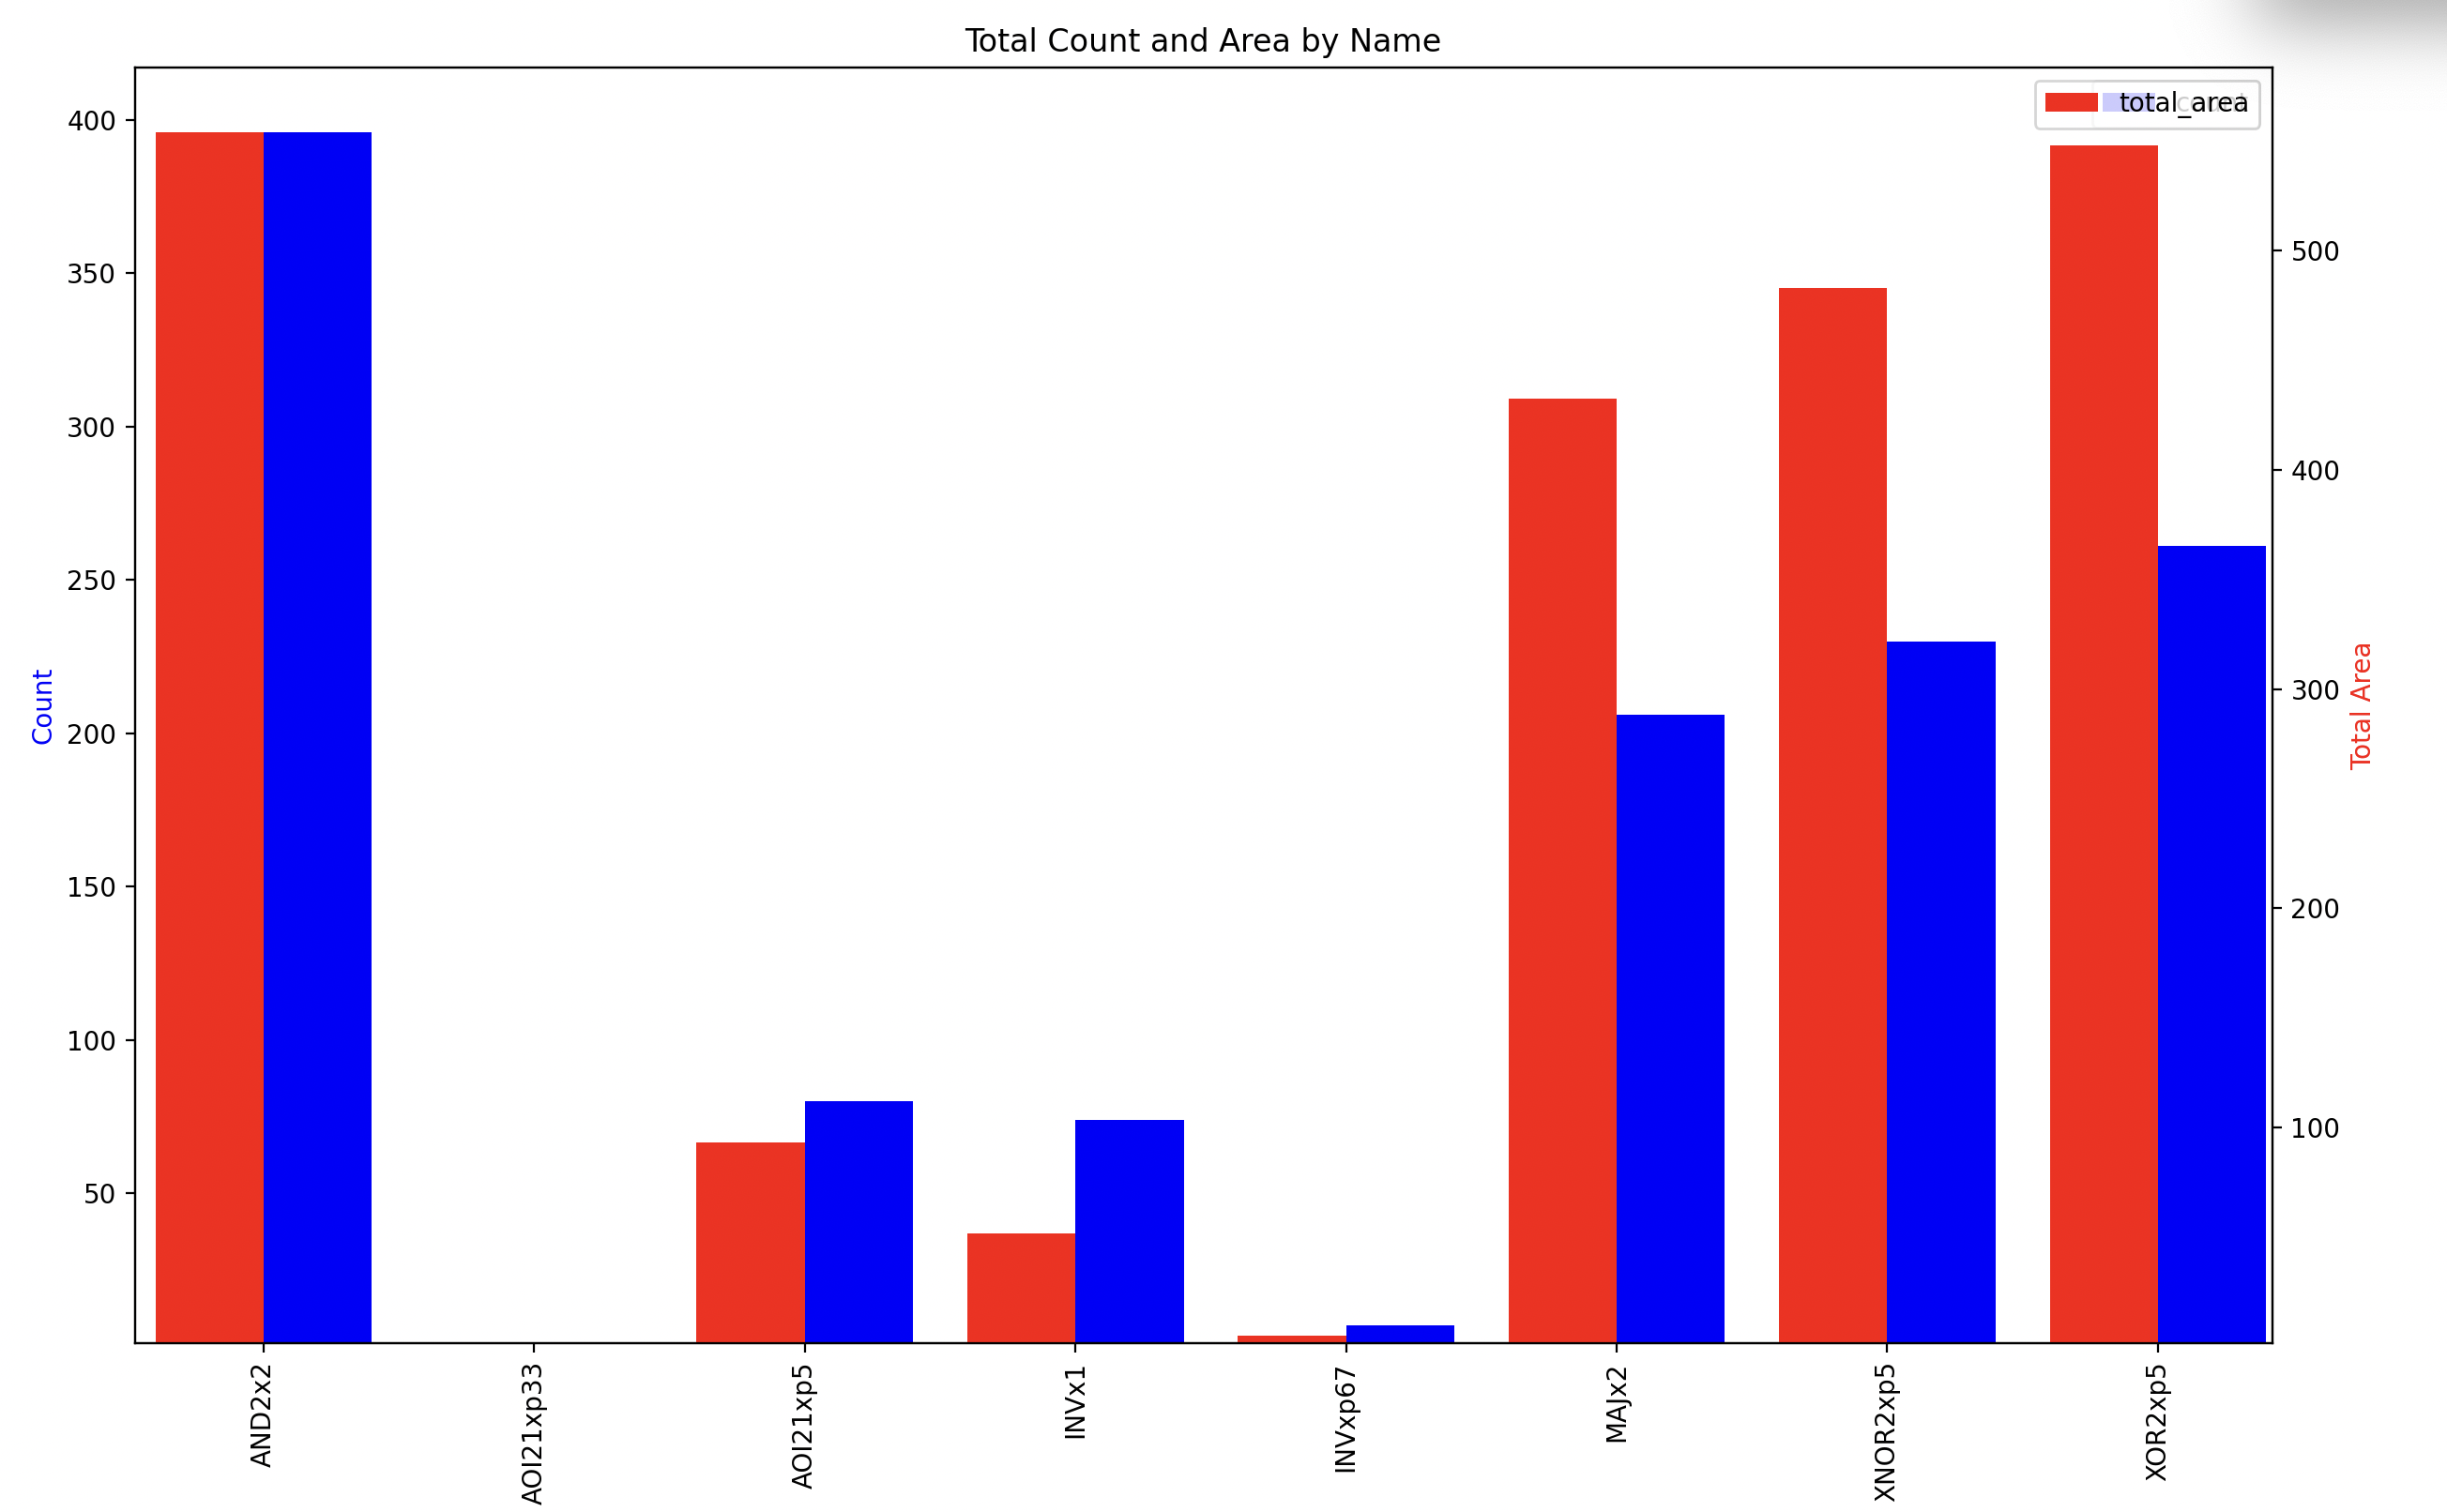 Total Count and Area by Name
total_area
count
400
350
300
250
200
150
100
50
Count
500
400
300
200
100
Total Area
AND2x2
AOI21xp33
AOI21xp5
INVx1
INVxp67
MAJx2
XNOR2xp5
XOR2xp5